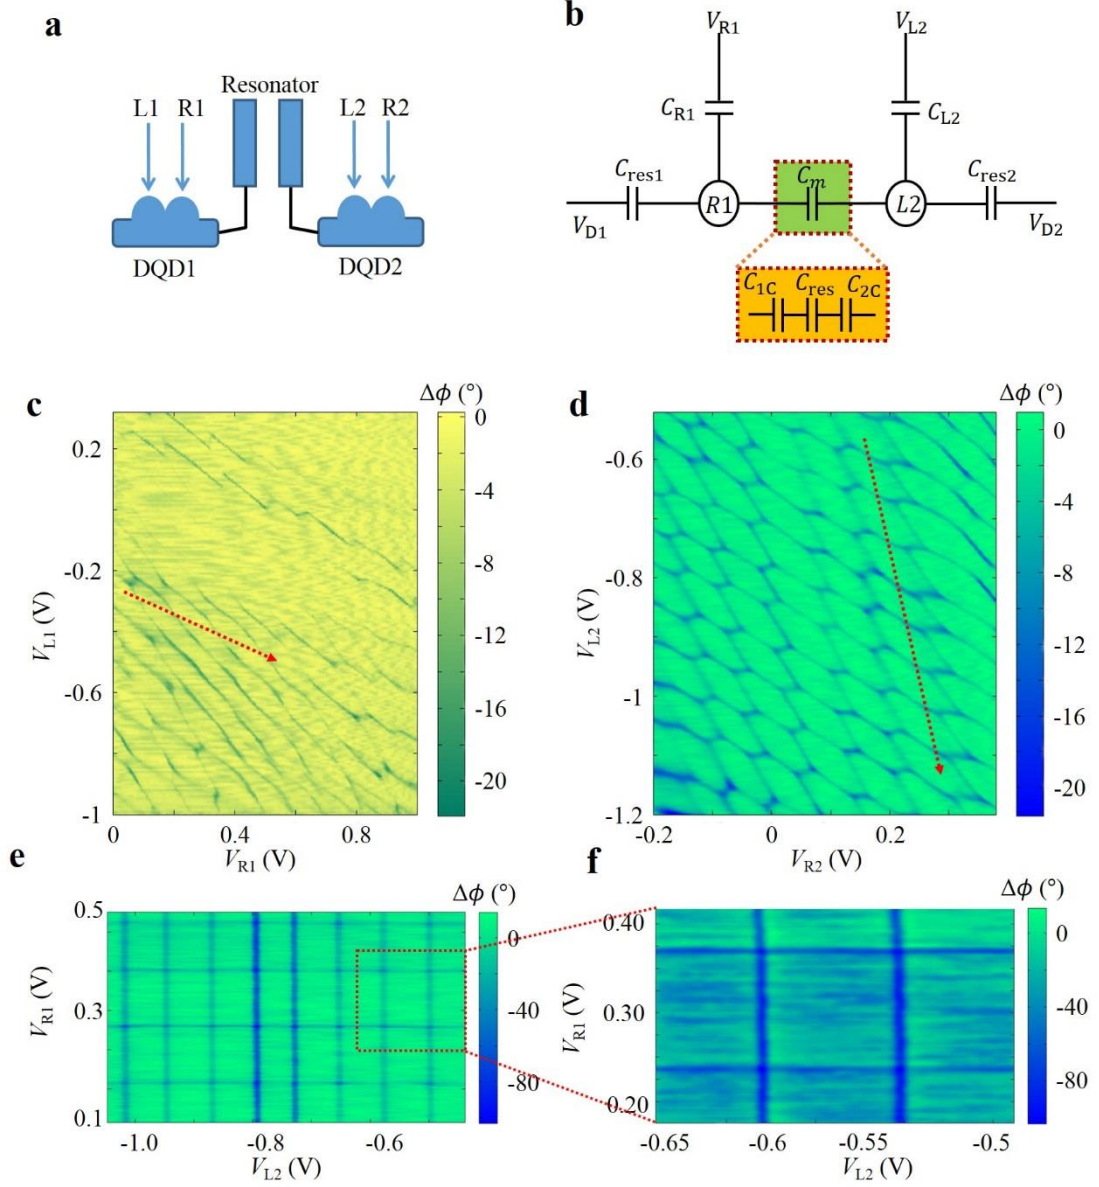 a
Resonator
L1 R1 L2 R2
DQD1 DQD2
b
V_R1 V_L2
C_R1 C_L2
C_res1 C_m C_res2
R1 L2
V_D1 V_D2
C_1C C_res C_2C
c
Δϕ (°)
V_L1 (V)
0.2
-0.2
-0.6
-1
0 0.4 0.8
V_R1 (V)
0
-4
-8
-12
-16
-20
d
Δϕ (°)
V_L2 (V)
-0.6
-0.8
-1
-1.2
-0.2 0 0.2
V_R2 (V)
0
-4
-8
-12
-16
-20
e
Δϕ (°)
V_R1 (V)
0.5
0.3
0.1
-1.0 -0.8 -0.6
V_L2 (V)
0
-40
-80
f
Δϕ (°)
V_R1 (V)
0.40
0.30
0.20
-0.65 -0.6 -0.55 -0.5
V_L2 (V)
0
-40
-80